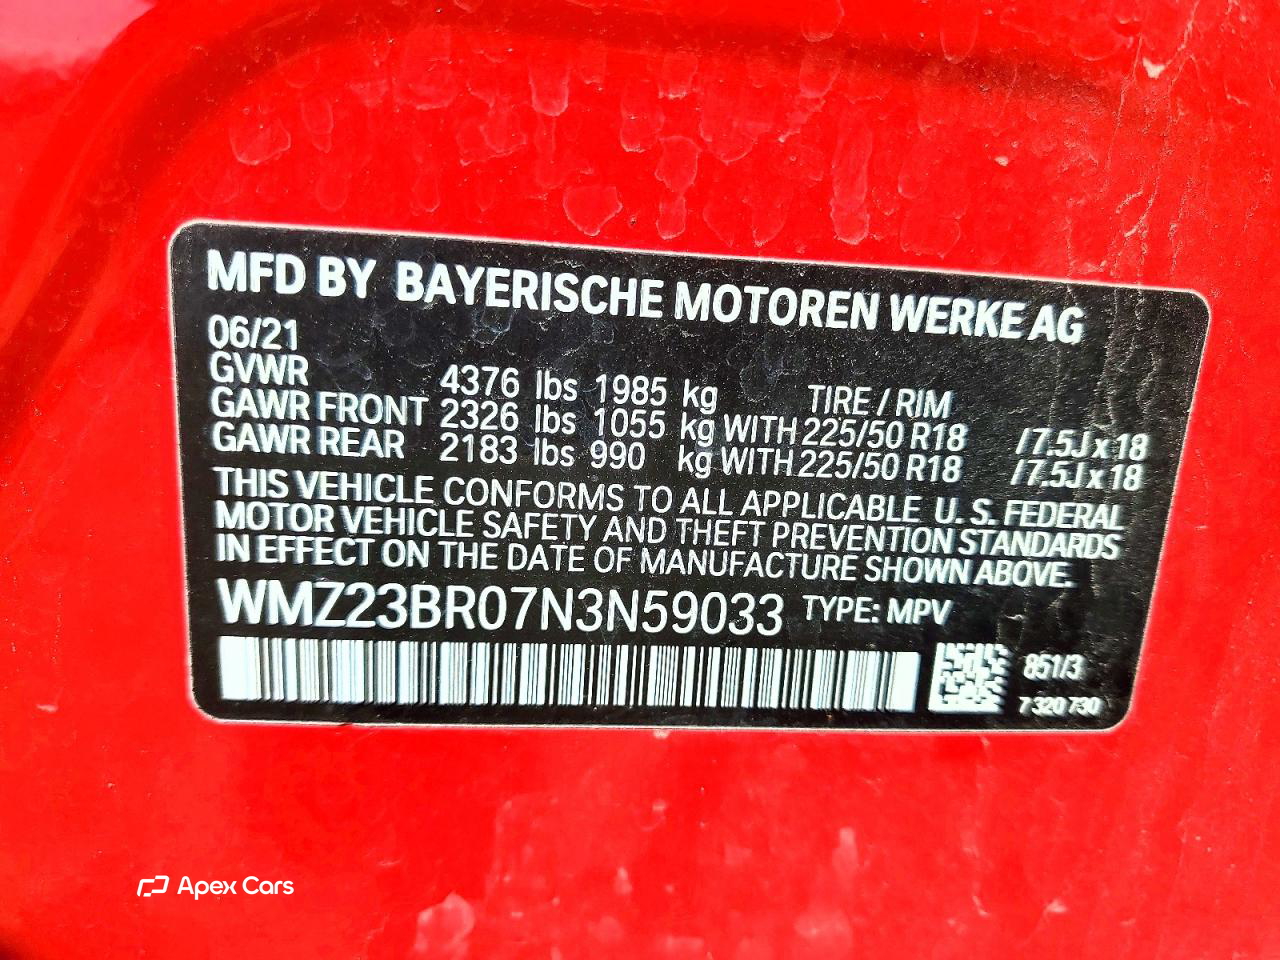 MFD BY BAYERISCHE MOTOREN WERKE AG
06/21
GVWR 4376 lbs 1985 kg TIRE / RIM
GAWR FRONT 2326 lbs 1055 kg WITH 225/50 R18 /7.5J x 18
GAWR REAR 2183 lbs 990 kg WITH 225/50 R18 /7.5J x 18
THIS VEHICLE CONFORMS TO ALL APPLICABLE U. S. FEDERAL
MOTOR VEHICLE SAFETY AND THEFT PREVENTION STANDARDS
IN EFFECT ON THE DATE OF MANUFACTURE SHOWN ABOVE.
WMZ23BR07N3N59033 TYPE: MPV
851/3
7 320 730
Apex Cars